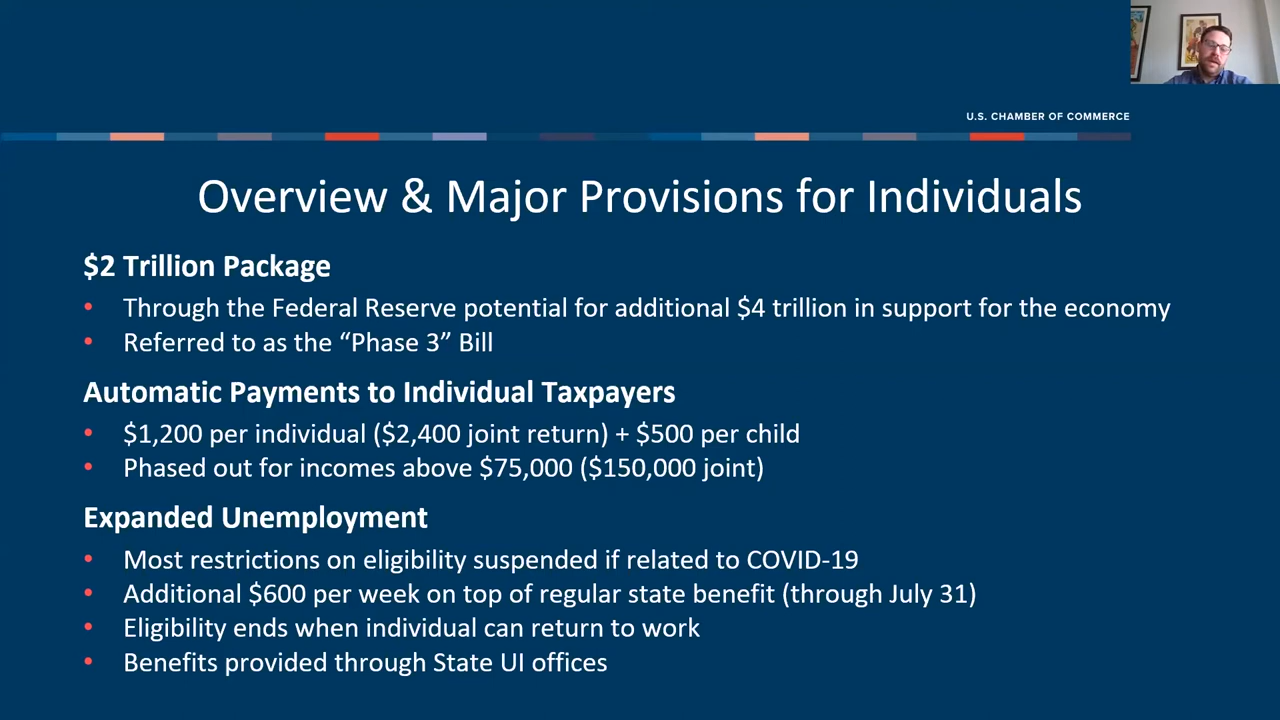 U.S. CHAMBER OF COMMERCE
Overview & Major Provisions for Individuals
$2 Trillion Package
• Through the Federal Reserve potential for additional $4 trillion in support for the economy
• Referred to as the “Phase 3” Bill
Automatic Payments to Individual Taxpayers
• $1,200 per individual ($2,400 joint return) + $500 per child
• Phased out for incomes above $75,000 ($150,000 joint)
Expanded Unemployment
• Most restrictions on eligibility suspended if related to COVID-19
• Additional $600 per week on top of regular state benefit (through July 31)
• Eligibility ends when individual can return to work
• Benefits provided through State UI offices